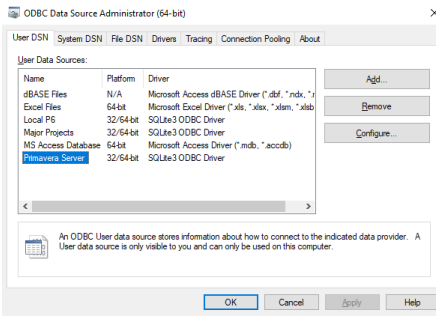 ODBC Data Source Administrator (64-bit)
User DSN System DSN File DSN Drivers Tracing Connection Pooling About
User Data Sources:
Name Platform Driver
dBASE Files N/A Microsoft Access dBASE Driver (*.dbf, *.ndx, *.r
Excel Files 64-bit Microsoft Excel Driver (*.xls, *.xlsx, *.xlsm, *.xlsb
Local P6 32/64-bit SQLite3 ODBC Driver
Major Projects 32/64-bit SQLite3 ODBC Driver
MS Access Database 64-bit Microsoft Access Driver (*.mdb, *.accdb)
Primavera Server 32/64-bit SQLite3 ODBC Driver
Add...
Remove
Configure...
An ODBC User data source stores information about how to connect to the indicated data provider. A
User data source is only visible to you and can only be used on this computer.
OK Cancel Apply Help